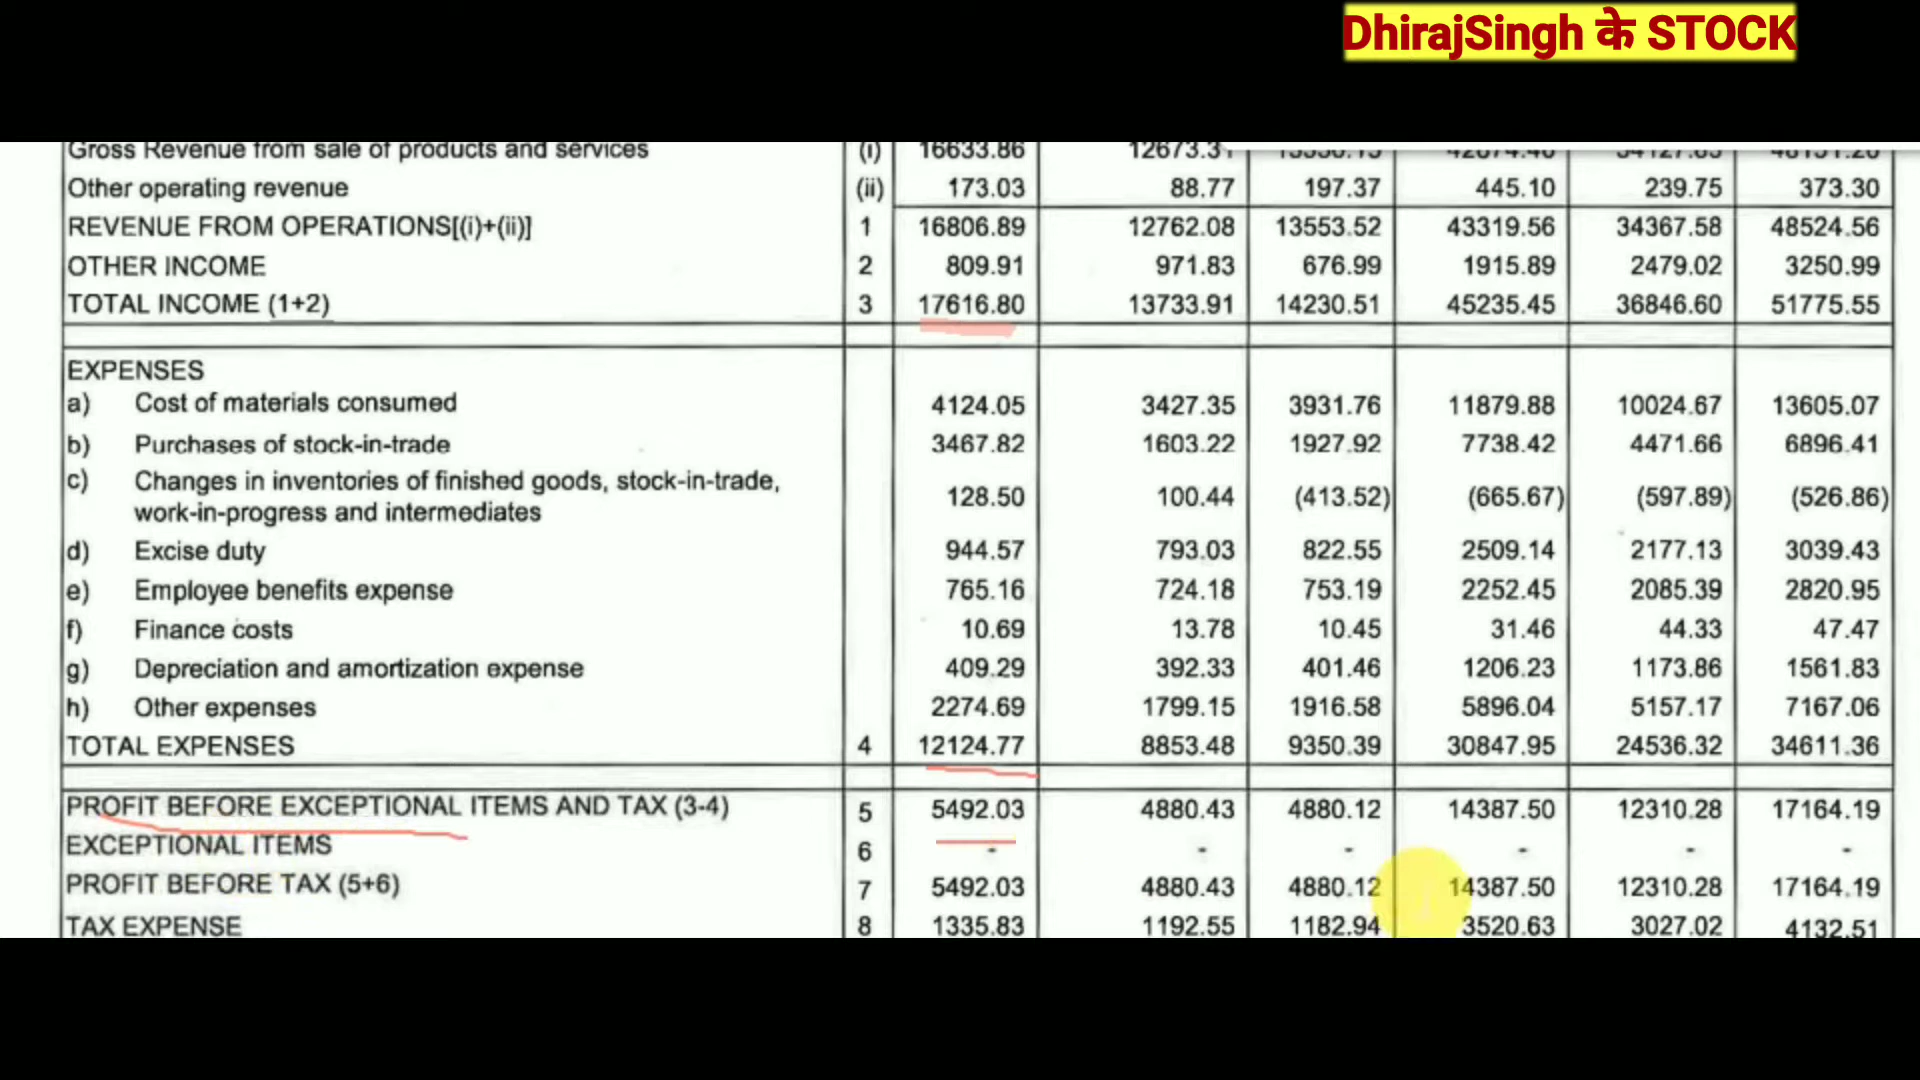 DhirajSingh के STOCK
Gross Revenue from sale of products and services (i) 16633.86 12673.31
Other operating revenue (ii) 173.03 88.77 197.37 445.10 239.75 373.30
REVENUE FROM OPERATIONS[(i)+(ii)] 1 16806.89 12762.08 13553.52 43319.56 34367.58 48524.56
OTHER INCOME 2 809.91 971.83 676.99 1915.89 2479.02 3250.99
TOTAL INCOME (1+2) 3 17616.80 13733.91 14230.51 45235.45 36846.60 51775.55
EXPENSES
a) Cost of materials consumed 4124.05 3427.35 3931.76 11879.88 10024.67 13605.07
b) Purchases of stock-in-trade 3467.82 1603.22 1927.92 7738.42 4471.66 6896.41
c) Changes in inventories of finished goods, stock-in-trade,
work-in-progress and intermediates 128.50 100.44 (413.52) (665.67) (597.89) (526.86)
d) Excise duty 944.57 793.03 822.55 2509.14 2177.13 3039.43
e) Employee benefits expense 765.16 724.18 753.19 2252.45 2085.39 2820.95
f) Finance costs 10.69 13.78 10.45 31.46 44.33 47.47
g) Depreciation and amortization expense 409.29 392.33 401.46 1206.23 1173.86 1561.83
h) Other expenses 2274.69 1799.15 1916.58 5896.04 5157.17 7167.06
TOTAL EXPENSES 4 12124.77 8853.48 9350.39 30847.95 24536.32 34611.36
PROFIT BEFORE EXCEPTIONAL ITEMS AND TAX (3-4) 5 5492.03 4880.43 4880.12 14387.50 12310.28 17164.19
EXCEPTIONAL ITEMS 6 - - - - - -
PROFIT BEFORE TAX (5+6) 7 5492.03 4880.43 4880.12 14387.50 12310.28 17164.19
TAX EXPENSE 8 1335.83 1192.55 1182.94 3520.63 3027.02 4132.51